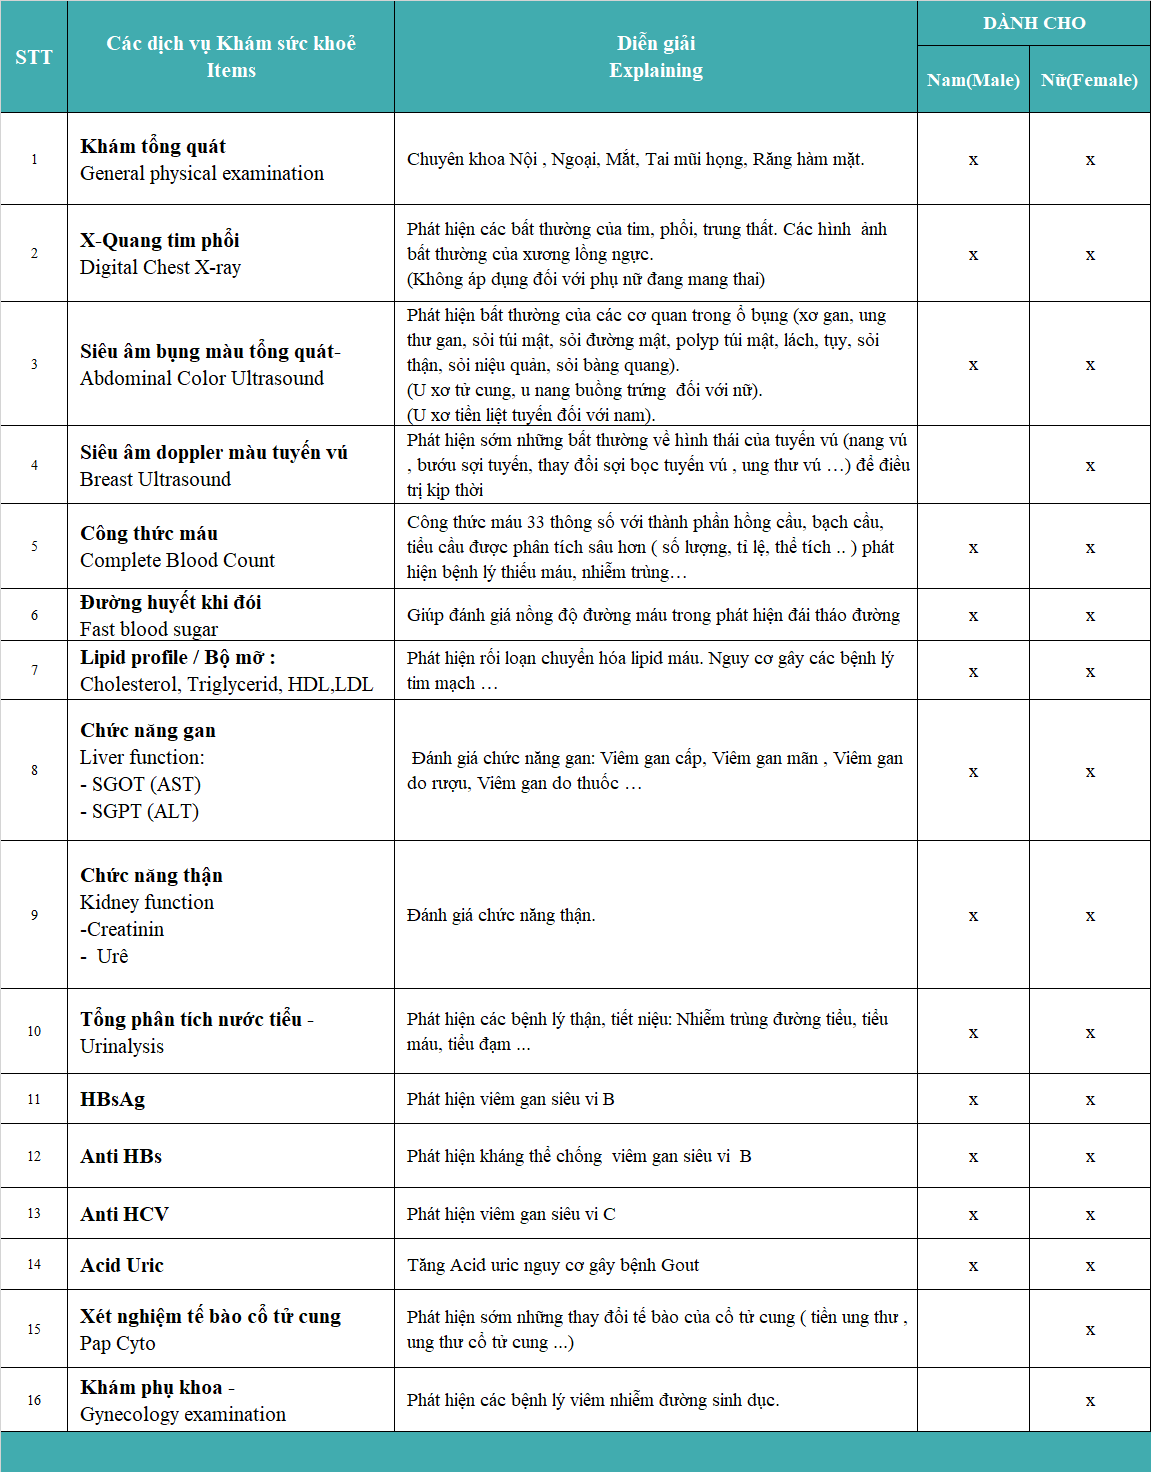 STT
Các dịch vụ Khám sức khoẻ
Items
Diễn giải
Explaining
DÀNH CHO
Nam(Male)
Nữ(Female)
1
Khám tổng quát
General physical examination
Chuyên khoa Nội , Ngoại, Mắt, Tai mũi họng, Răng hàm mặt.
x
x
2
X-Quang tim phổi
Digital Chest X-ray
Phát hiện các bất thường của tim, phổi, trung thất. Các hình  ảnh
bất thường của xương lồng ngực.
(Không áp dụng đối với phụ nữ đang mang thai)
x
x
3
Siêu âm bụng màu tổng quát-
Abdominal Color Ultrasound
Phát hiện bất thường của các cơ quan trong ổ bụng (xơ gan, ung
thư gan, sỏi túi mật, sỏi đường mật, polyp túi mật, lách, tụy, sỏi
thận, sỏi niệu quản, sỏi bàng quang).
(U xơ tử cung, u nang buồng trứng  đối với nữ).
(U xơ tiền liệt tuyến đối với nam).
x
x
4
Siêu âm doppler màu tuyến vú
Breast Ultrasound
Phát hiện sớm những bất thường về hình thái của tuyến vú (nang vú
, bướu sợi tuyến, thay đổi sợi bọc tuyến vú , ung thư vú …) để điều
trị kịp thời
x
5
Công thức máu
Complete Blood Count
Công thức máu 33 thông số với thành phần hồng cầu, bạch cầu,
tiểu cầu được phân tích sâu hơn ( số lượng, tỉ lệ, thể tích .. ) phát
hiện bệnh lý thiếu máu, nhiễm trùng…
x
x
6
Đường huyết khi đói
Fast blood sugar
Giúp đánh giá nồng độ đường máu trong phát hiện đái tháo đường
x
x
7
Lipid profile / Bộ mỡ :
Cholesterol, Triglycerid, HDL,LDL
Phát hiện rối loạn chuyển hóa lipid máu. Nguy cơ gây các bệnh lý
tim mạch …
x
x
8
Chức năng gan
Liver function:
- SGOT (AST)
- SGPT (ALT)
Đánh giá chức năng gan: Viêm gan cấp, Viêm gan mãn , Viêm gan
do rượu, Viêm gan do thuốc …
x
x
9
Chức năng thận
Kidney function
-Creatinin
-  Urê
Đánh giá chức năng thận.
x
x
10
Tổng phân tích nước tiểu -
Urinalysis
Phát hiện các bệnh lý thận, tiết niệu: Nhiễm trùng đường tiểu, tiểu
máu, tiểu đạm ...
x
x
11
HBsAg
Phát hiện viêm gan siêu vi B
x
x
12
Anti HBs
Phát hiện kháng thể chống  viêm gan siêu vi  B
x
x
13
Anti HCV
Phát hiện viêm gan siêu vi C
x
x
14
Acid Uric
Tăng Acid uric nguy cơ gây bệnh Gout
x
x
15
Xét nghiệm tế bào cổ tử cung
Pap Cyto
Phát hiện sớm những thay đổi tế bào của cổ tử cung ( tiền ung thư ,
ung thư cổ tử cung ...)
x
16
Khám phụ khoa -
Gynecology examination
Phát hiện các bệnh lý viêm nhiễm đường sinh dục.
x